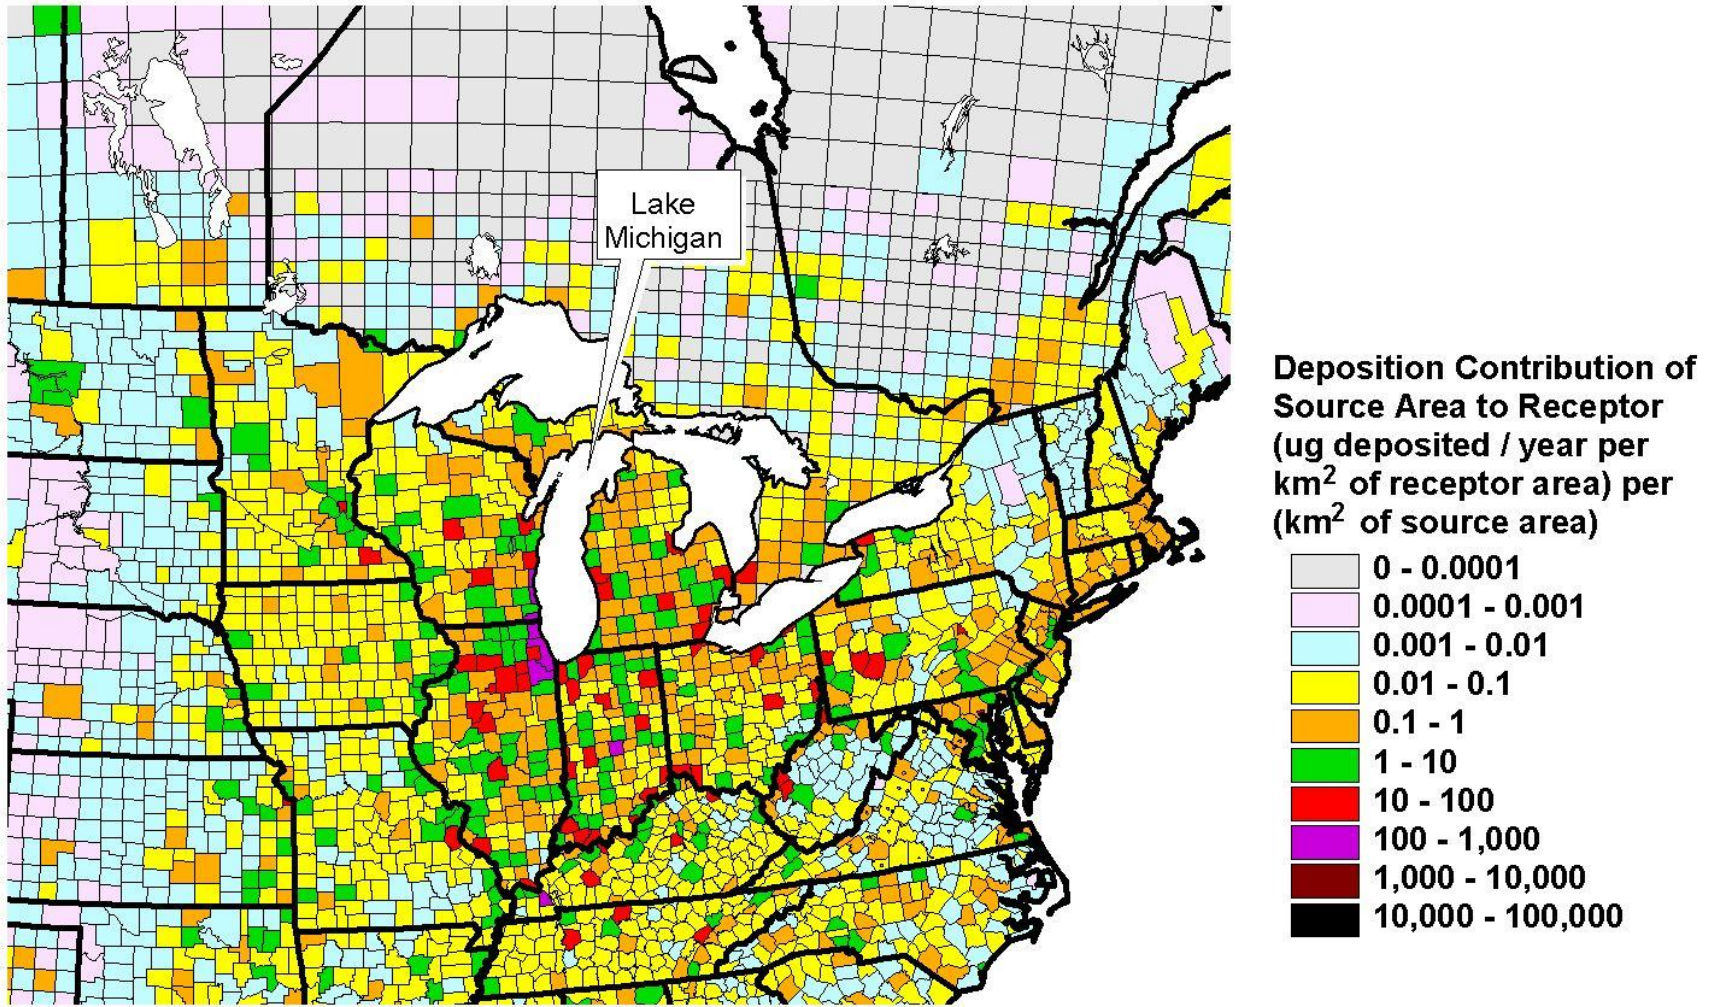 Lake
Michigan
Deposition Contribution of
Source Area to Receptor
(ug deposited / year per
km² of receptor area) per
(km² of source area)
0 - 0.0001
0.0001 - 0.001
0.001 - 0.01
0.01 - 0.1
0.1 - 1
1 - 10
10 - 100
100 - 1,000
1,000 - 10,000
10,000 - 100,000